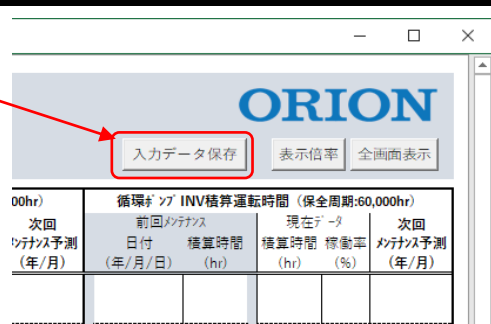 ORION
入力データ保存 表示倍率 全画面表示
00hr) 循環ﾎﾟﾝﾌﾟ INV積算運転時間（保全周期:60,000hr）
次回 前回ﾒﾝﾃﾅﾝｽ 現在ﾃﾞｰﾀ 次回
ﾒﾝﾃﾅﾝｽ予測 日付 積算時間 積算時間 稼働率 ﾒﾝﾃﾅﾝｽ予測
(年/月) (年/月/日) (hr) (hr) (%) (年/月)